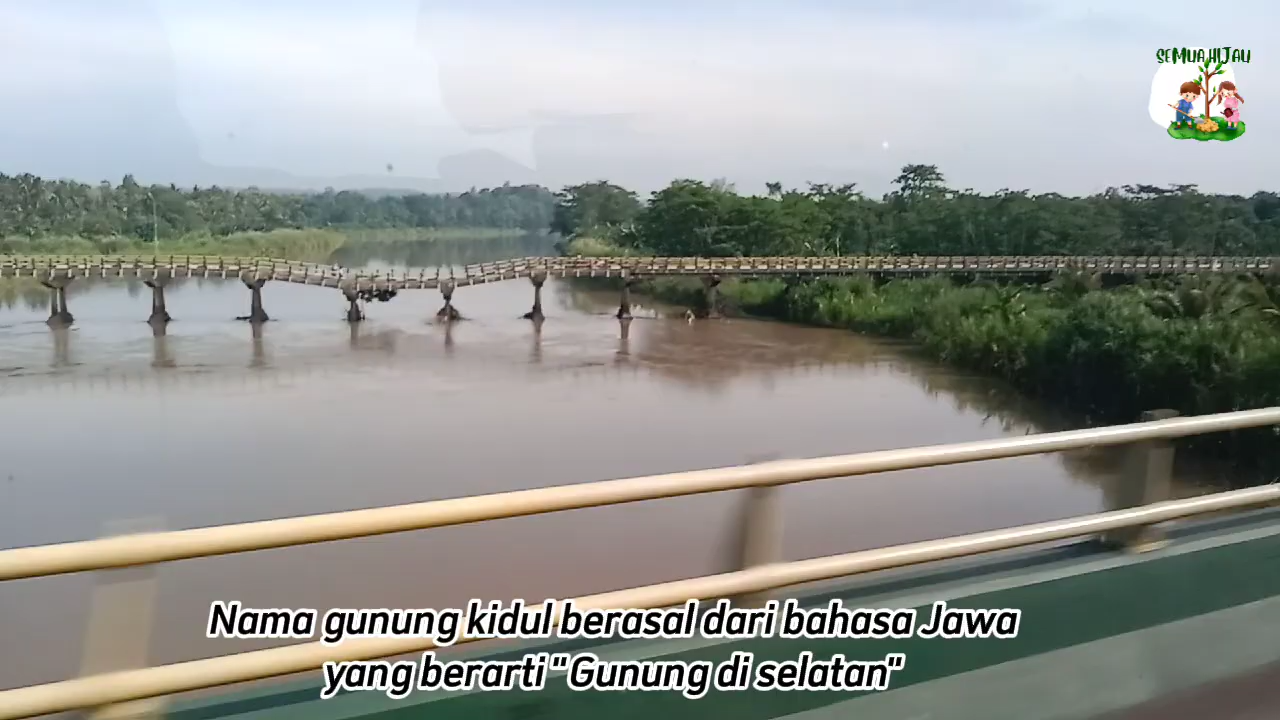 SEMUA HIJAU
Nama gunung kidul berasal dari bahasa Jawa
yang berarti "Gunung di selatan"